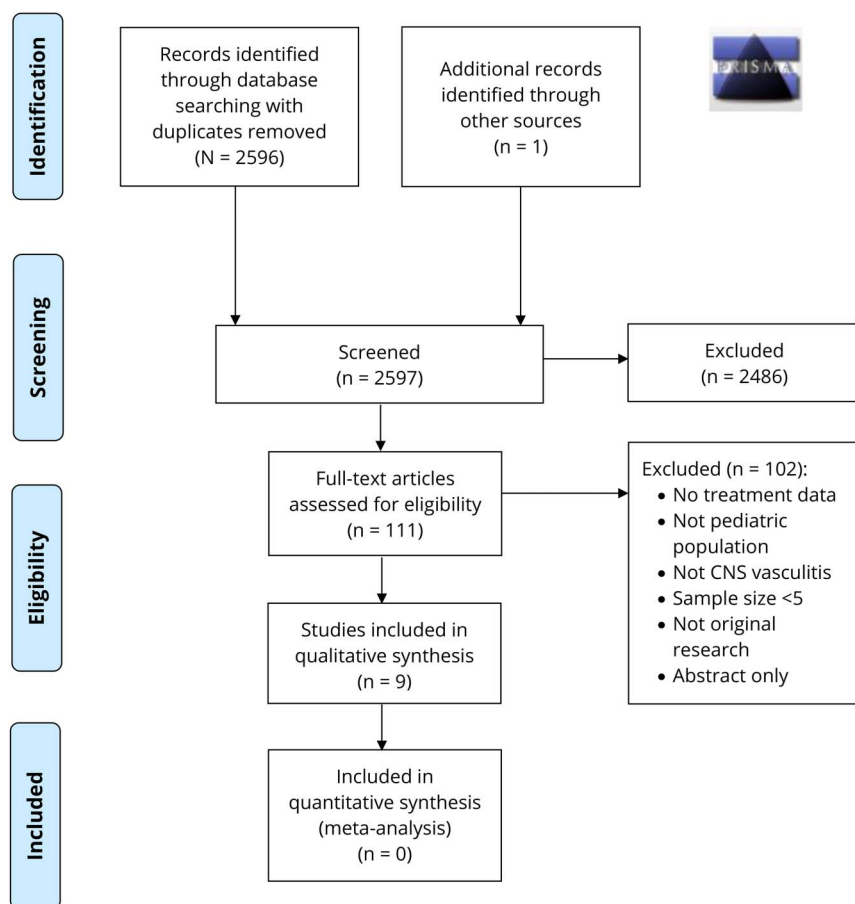 Identification
Records identified
through database
searching with
duplicates removed
(N = 2596)
Additional records
identified through
other sources
(n = 1)
PRISMA
Screening
Screened
(n = 2597)
Excluded
(n = 2486)
Eligibility
Full-text articles
assessed for eligibility
(n = 111)
Excluded (n = 102):
• No treatment data
• Not pediatric
population
• Not CNS vasculitis
• Sample size <5
• Not original
research
• Abstract only
Studies included in
qualitative synthesis
(n = 9)
Included
Included in
quantitative synthesis
(meta-analysis)
(n = 0)